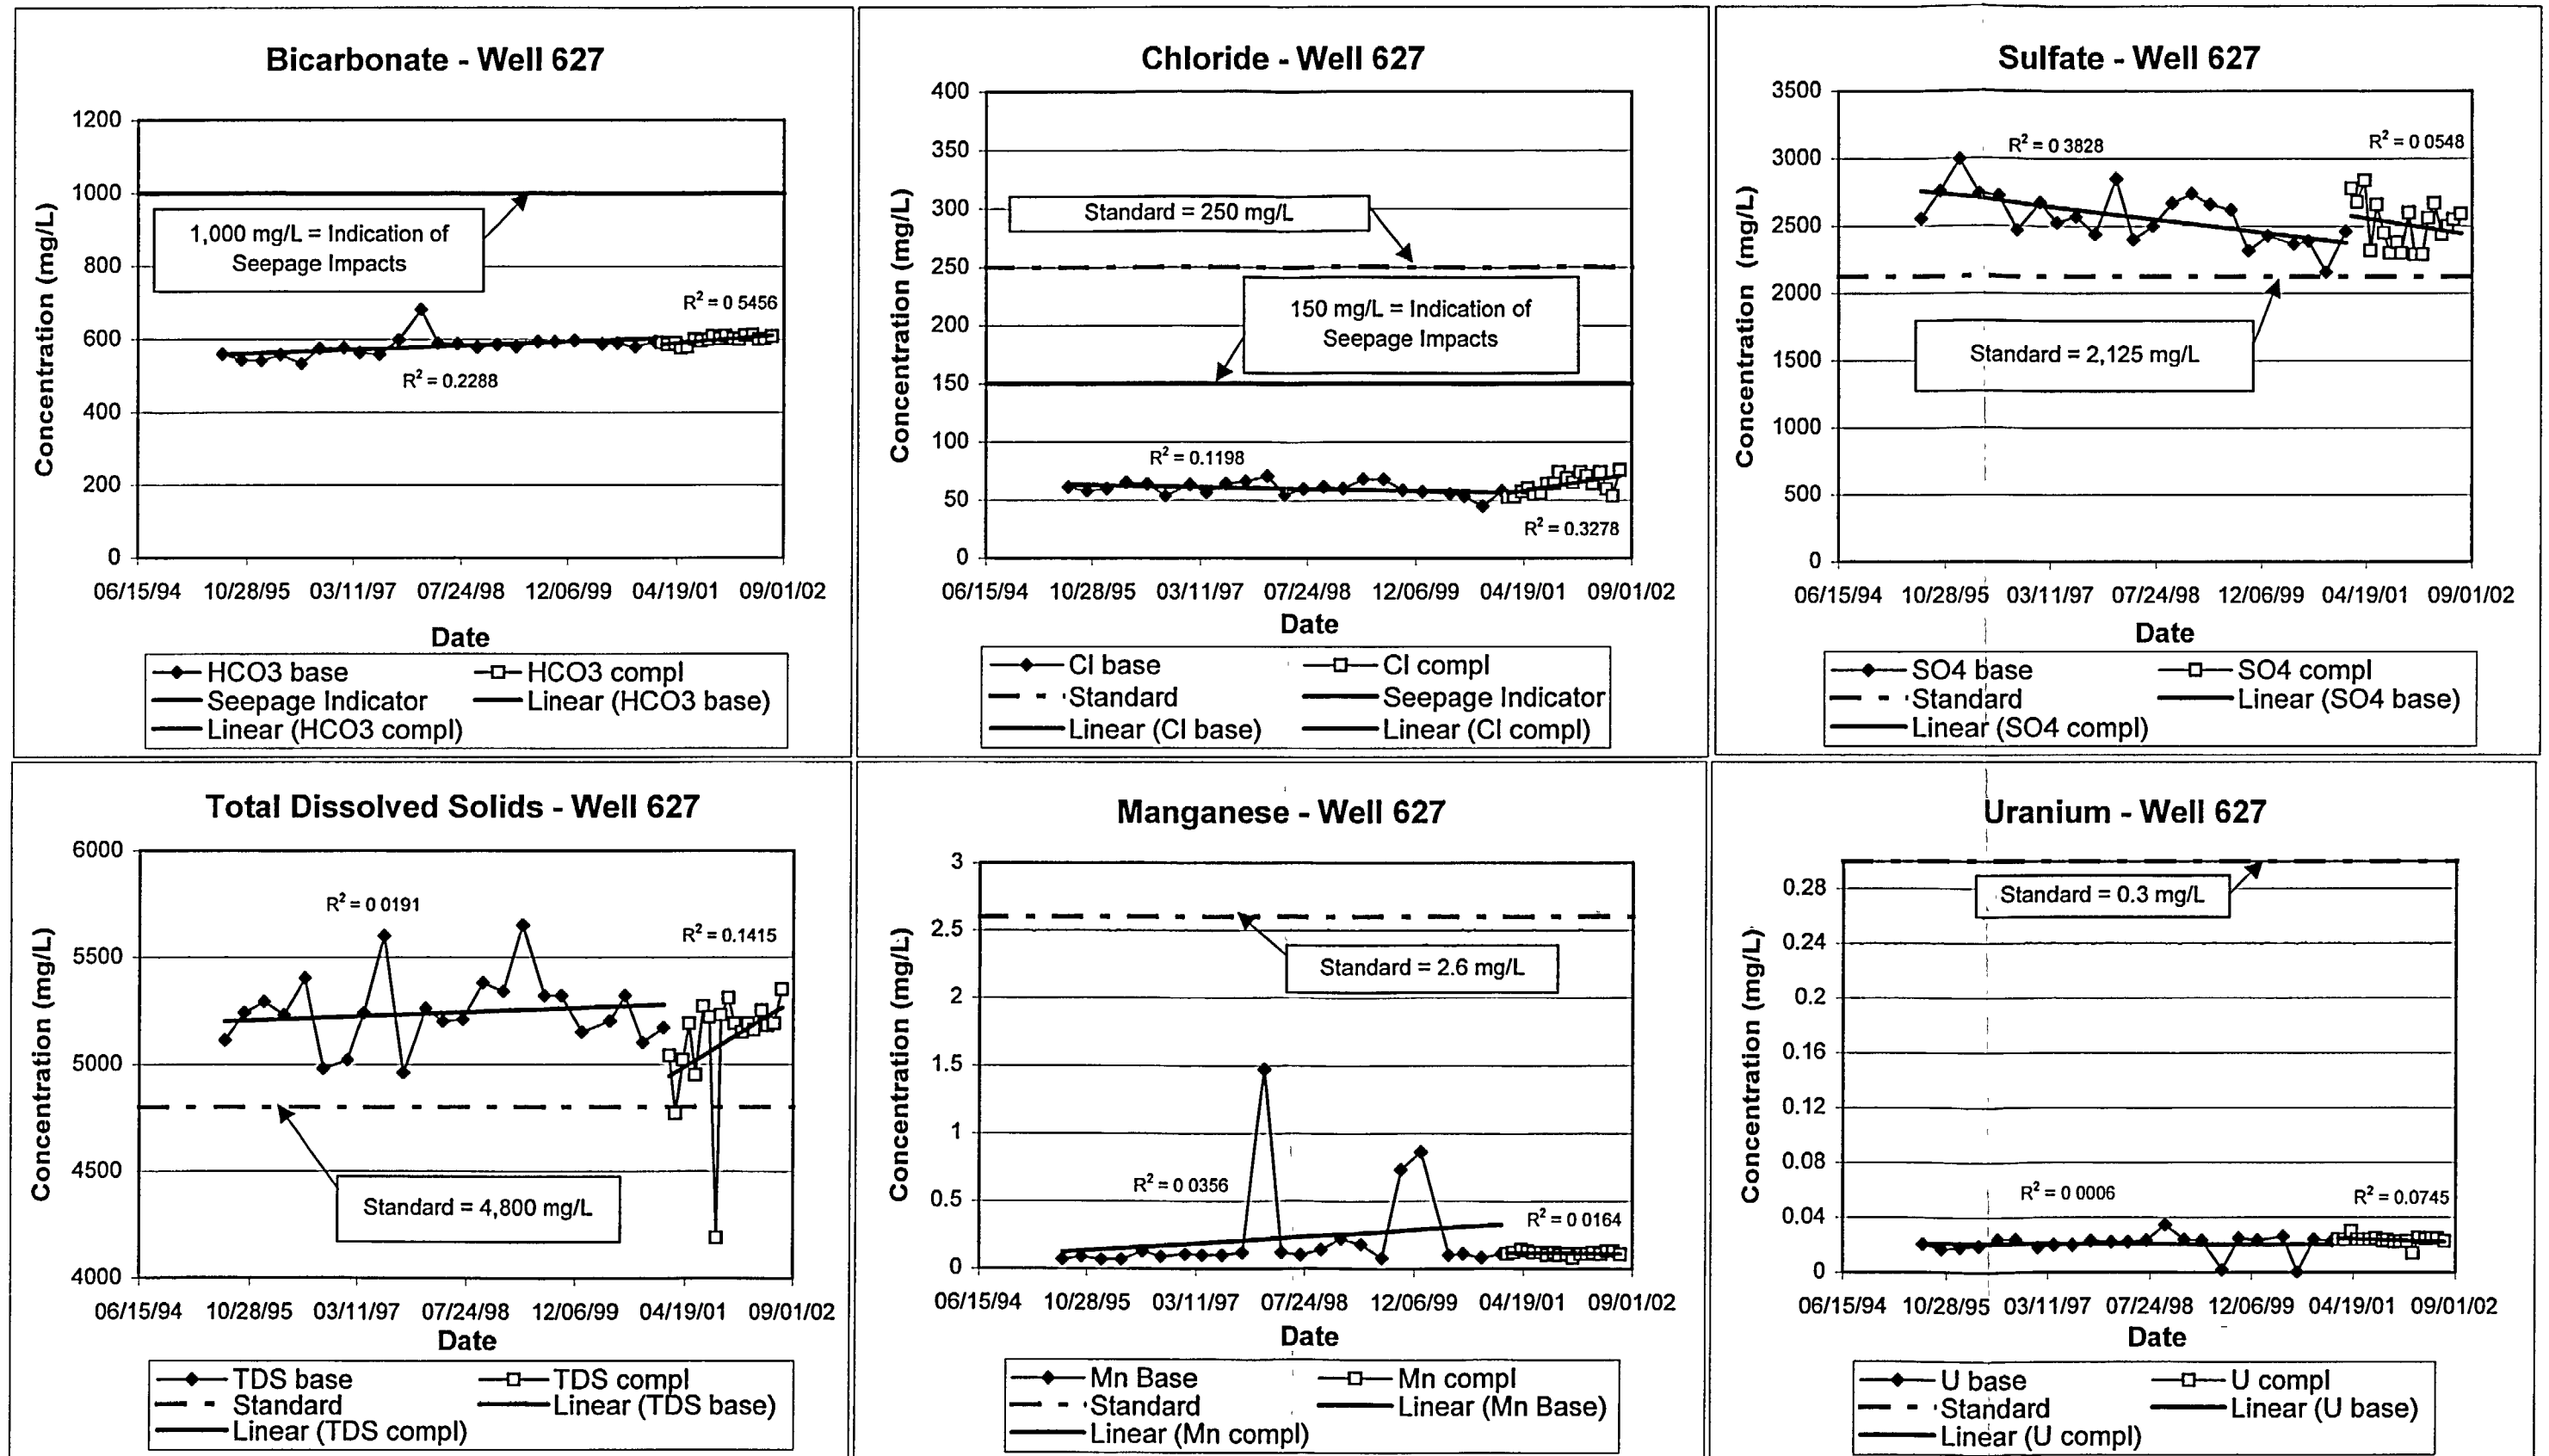 Bicarbonate - Well 627
Concentration (mg/L)
1200
1000
800
600
400
200
0
1,000 mg/L = Indication of
Seepage Impacts
R² = 0 5456
R² = 0.2288
06/15/94 10/28/95 03/11/97 07/24/98 12/06/99 04/19/01 09/01/02
Date
HCO3 base HCO3 compl
Seepage Indicator Linear (HCO3 base)
Linear (HCO3 compl)
Chloride - Well 627
Concentration (mg/L)
400
350
300
250
200
150
100
50
0
Standard = 250 mg/L
150 mg/L = Indication of
Seepage Impacts
R² = 0.1198
R² = 0.3278
06/15/94 10/28/95 03/11/97 07/24/98 12/06/99 04/19/01 09/01/02
Date
Cl base Cl compl
Standard Seepage Indicator
Linear (Cl base) Linear (Cl compl)
Sulfate - Well 627
Concentration (mg/L)
3500
3000
2500
2000
1500
1000
500
0
R² = 0 3828
R² = 0 0548
Standard = 2,125 mg/L
06/15/94 10/28/95 03/11/97 07/24/98 12/06/99 04/19/01 09/01/02
Date
SO4 base SO4 compl
Standard Linear (SO4 base)
Linear (SO4 compl)
Total Dissolved Solids - Well 627
Concentration (mg/L)
6000
5500
5000
4500
4000
R² = 0 0191
R² = 0.1415
Standard = 4,800 mg/L
06/15/94 10/28/95 03/11/97 07/24/98 12/06/99 04/19/01 09/01/02
Date
TDS base TDS compl
Standard Linear (TDS base)
Linear (TDS compl)
Manganese - Well 627
Concentration (mg/L)
3
2.5
2
1.5
1
0.5
0
Standard = 2.6 mg/L
R² = 0 0356
R² = 0 0164
06/15/94 10/28/95 03/11/97 07/24/98 12/06/99 04/19/01 09/01/02
Date
Mn Base Mn compl
Standard Linear (Mn Base)
Linear (Mn compl)
Uranium - Well 627
Concentration (mg/L)
0.28
0.24
0.2
0.16
0.12
0.08
0.04
0
Standard = 0.3 mg/L
R² = 0 0006
R² = 0.0745
06/15/94 10/28/95 03/11/97 07/24/98 12/06/99 04/19/01 09/01/02
Date
U base U compl
Standard Linear (U base)
Linear (U compl)